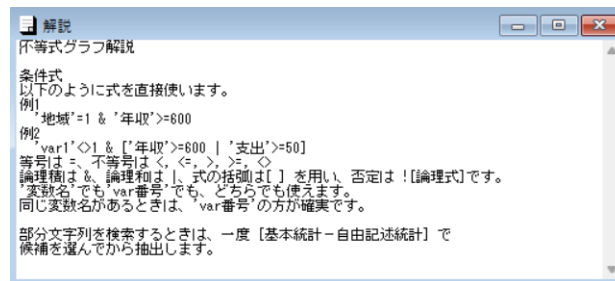 解説
不等式グラフ解説
条件式
以下のように式を直接使います。
例1
'地域'=1 & '年収'>=600
例2
'var1'<>1 & ['年収'>=600 | '支出'>=50]
等号は =、不等号は <, <=, >, >=, <>
論理積は &、論理和は |、式の括弧は[ ] を用い、否定は ![論理式]です。
'変数名'でも'var番号'でも、どちらでも使えます。
同じ変数名があるときは、'var番号'の方が確実です。
部分文字列を検索するときは、一度 [基本統計－自由記述統計] で
候補を選んでから抽出します。